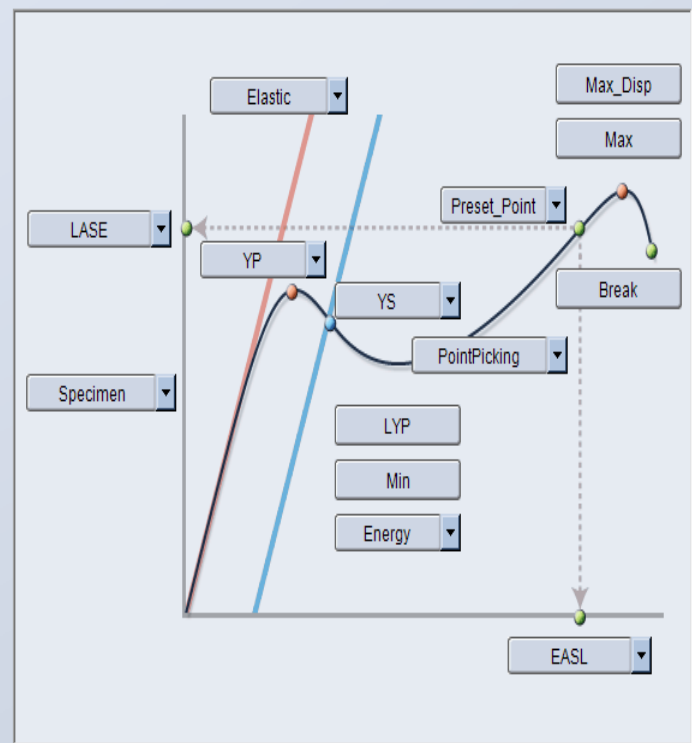 Elastic
Max_Disp
Max
Preset_Point
LASE
YP
YS
Break
PointPicking
Specimen
LYP
Min
Energy
EASL